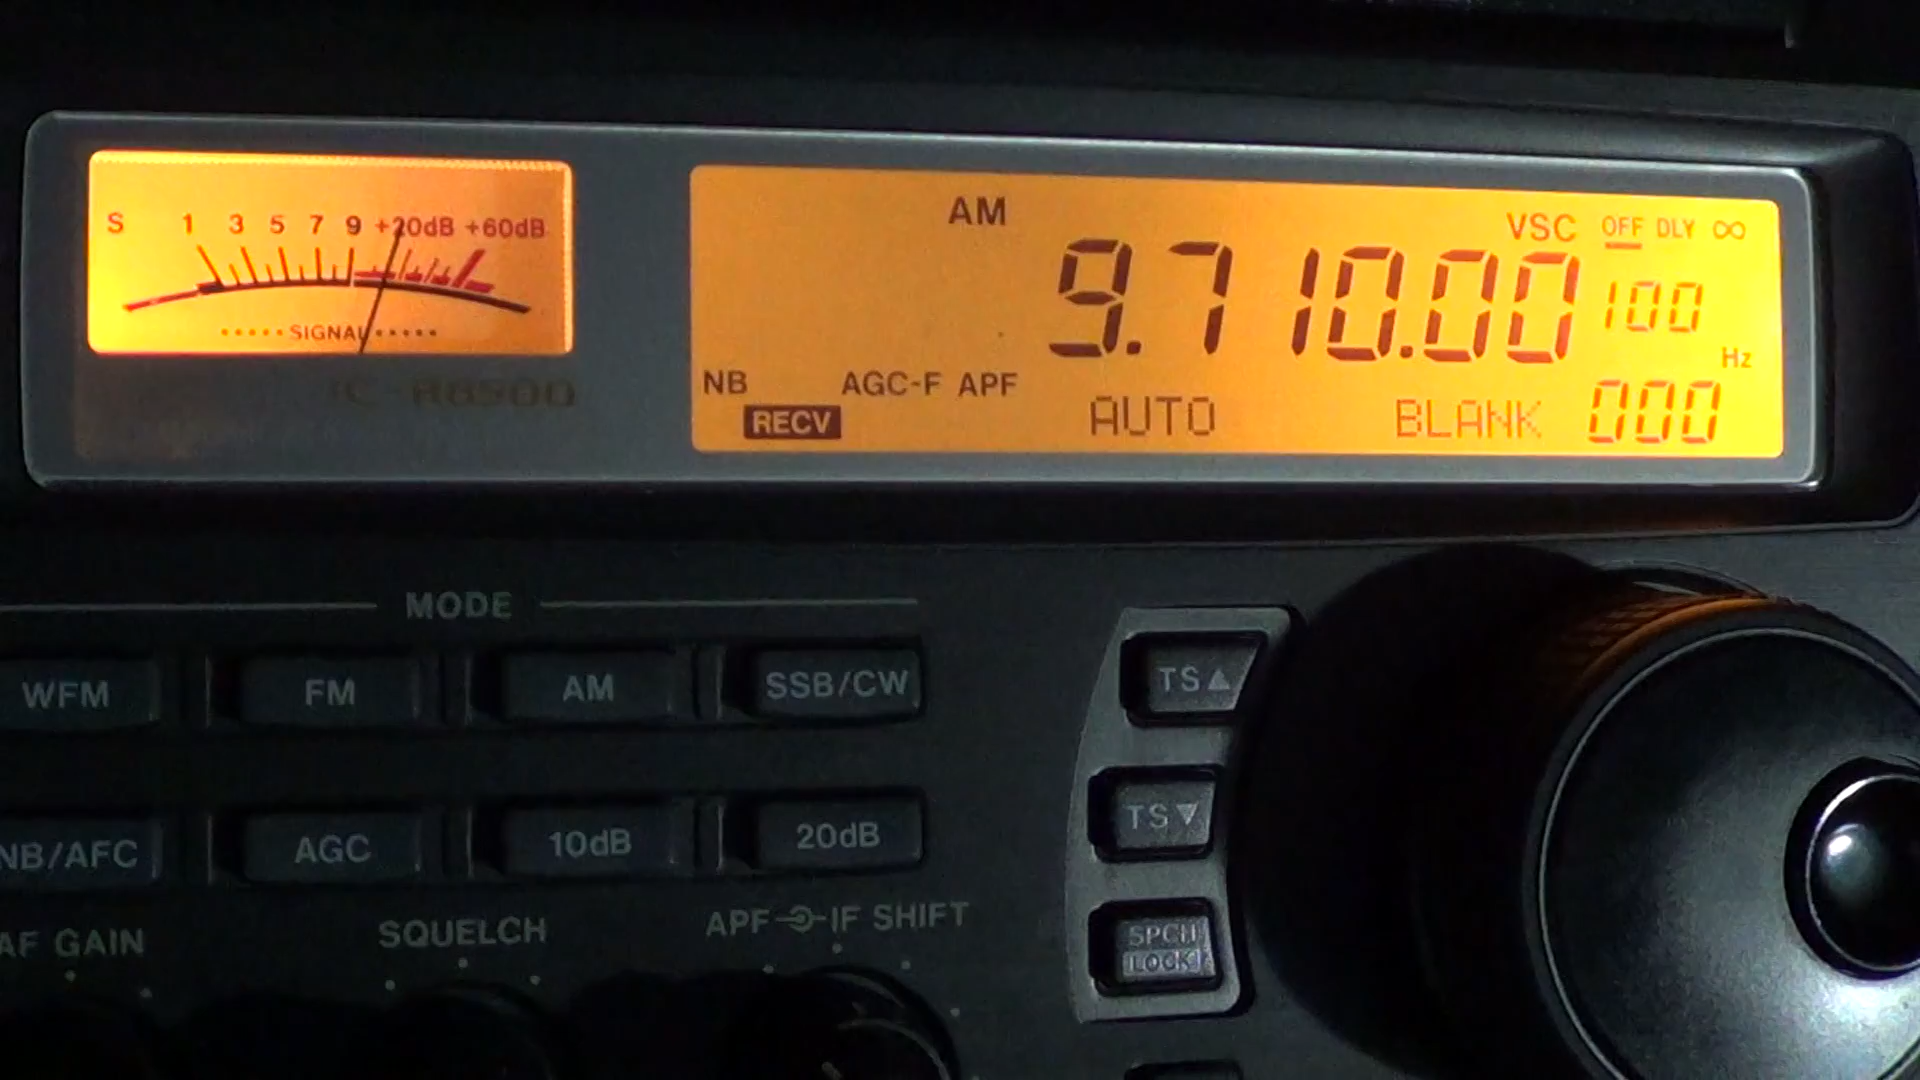 S 1 3 5 7 9 +20dB +60dB
SIGNAL
IC-R8500
AM
VSC OFF DLY ∞
9.710.00 100
Hz
NB AGC-F APF
RECV AUTO BLANK 000
MODE
WFM FM AM SSB/CW
TS▲
NB/AFC AGC 10dB 20dB
TS▼
AF GAIN SQUELCH APF IF SHIFT
SPCH
LOCK